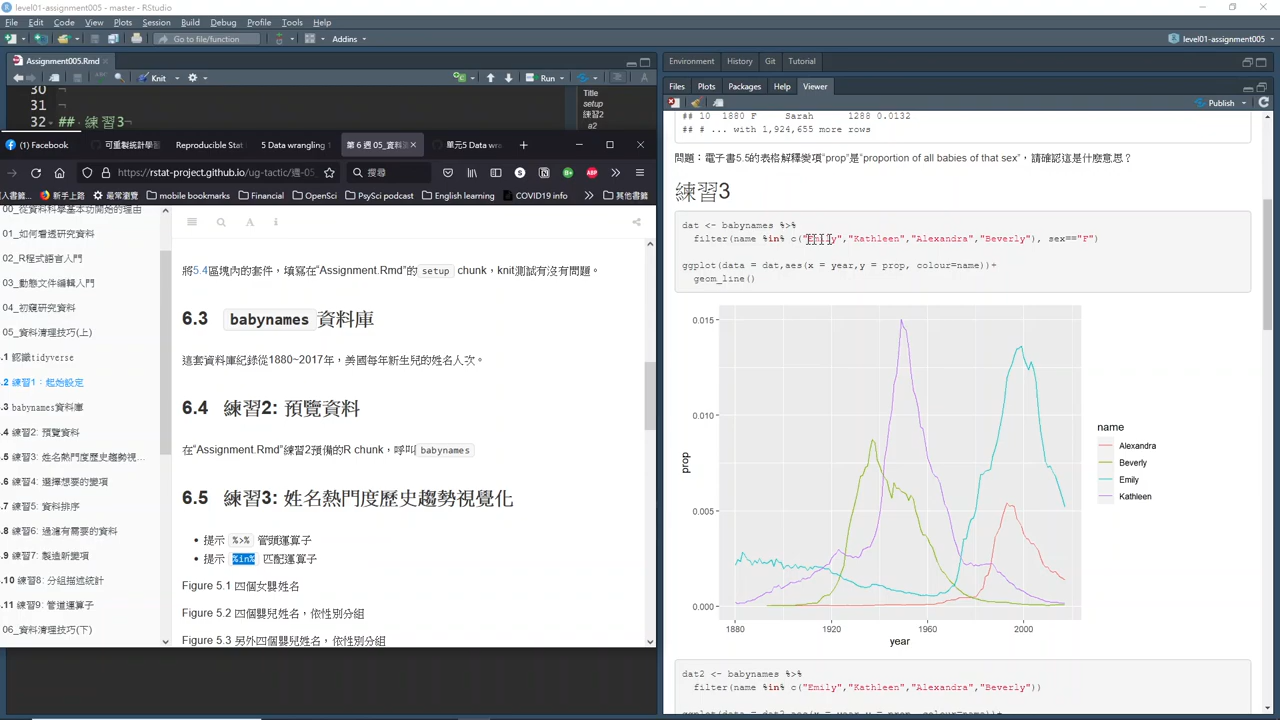 level01-assignment005 - master - RStudio
File Edit Code View Plots Session Build Debug Profile Tools Help
Go to file/function Addins level01-assignment005
Assignment005.Rmd
Knit Run
30
31
32 ## 練習3
Title
setup
練習2
a2
(1) Facebook 可重製統計學 Reproducible Stat 5 Data wrangling 第 6 週 05_資料 單元5 Data wra
https://rstat-project.github.io/ug-tactic/週-05 搜尋
新手上路 最常瀏覽 mobile bookmarks Financial OpenSci PsySci podcast English learning COVID19 info 其他書籤
00_從資料科學基本功開始的理由
01_如何看透研究資料
02_R程式語言入門
03_動態文件編輯入門
04_初窺研究資料
05_資料清理技巧(上)
.1 認識tidyverse
.2 練習1：起始設定
.3 babynames資料庫
.4 練習2: 預覽資料
.5 練習3: 姓名熱門度歷史趨勢視...
.6 練習4: 選擇想要的變項
.7 練習5: 資料排序
.8 練習6: 過濾有需要的資料
.9 練習7: 製造新變項
.10 練習8: 分組描述統計
.11 練習9: 管道運算子
06_資料清理技巧(下)
將5.4區塊內的套件，填寫在“Assignment.Rmd”的 setup chunk，knit測試有沒有問題。
6.3 babynames 資料庫
這套資料庫紀錄從1880~2017年，美國每年新生兒的姓名人次。
6.4 練習2: 預覽資料
在“Assignment.Rmd”練習2預備的R chunk，呼叫 babynames
6.5 練習3: 姓名熱門度歷史趨勢視覺化
提示 %>% 管頭運算子
提示 %in% 匹配運算子
Figure 5.1 四個女嬰姓名
Figure 5.2 四個嬰兒姓名，依性別分組
Figure 5.3 另外四個嬰兒姓名，依性別分組
Environment History Git Tutorial
Files Plots Packages Help Viewer
Publish
## 10 1880 F Sarah 1288 0.0132
## # ... with 1,924,655 more rows
問題：電子書5.5的表格解釋變項“prop”是“proportion of all babies of that sex”，請確認這是什麼意思？
練習3
dat <- babynames %>%
filter(name %in% c("Emily","Kathleen","Alexandra","Beverly"), sex=="F")
ggplot(data = dat,aes(x = year,y = prop, colour=name))+
geom_line()
0.015
0.010
0.005
0.000
prop
1880 1920 1960 2000
year
name
Alexandra
Beverly
Emily
Kathleen
dat2 <- babynames %>%
filter(name %in% c("Emily","Kathleen","Alexandra","Beverly"))
ggplot(data = dat2,aes(x = year,y = prop, colour=name))+